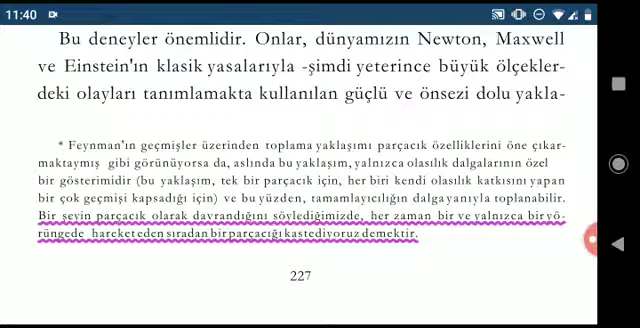 11:40
Bu deneyler önemlidir. Onlar, dünyamızın Newton, Maxwell
ve Einstein'ın klasik yasalarıyla -şimdi yeterince büyük ölçekler-
deki olayları tanımlamakta kullanılan güçlü ve önsezi dolu yakla-
* Feynman'ın geçmişler üzerinden toplama yaklaşımı parçacık özelliklerini öne çıkar-
maktaymış gibi görünüyorsa da, aslında bu yaklaşım, yalnızca olasılık dalgalarının özel
bir gösterimidir (bu yaklaşım, tek bir parçacık için, her biri kendi olasılık katkısını yapan
bir çok geçmişi kapsadığı için) ve bu yüzden, tamamlayıcılığın dalga yanıyla toplanabilir.
Bir şeyin parçacık olarak davrandığını söylediğimizde, her zaman bir ve yalnızca bir yö-
rüngede hareket eden sıradan bir parçacığı kastediyoruz demektir.
227